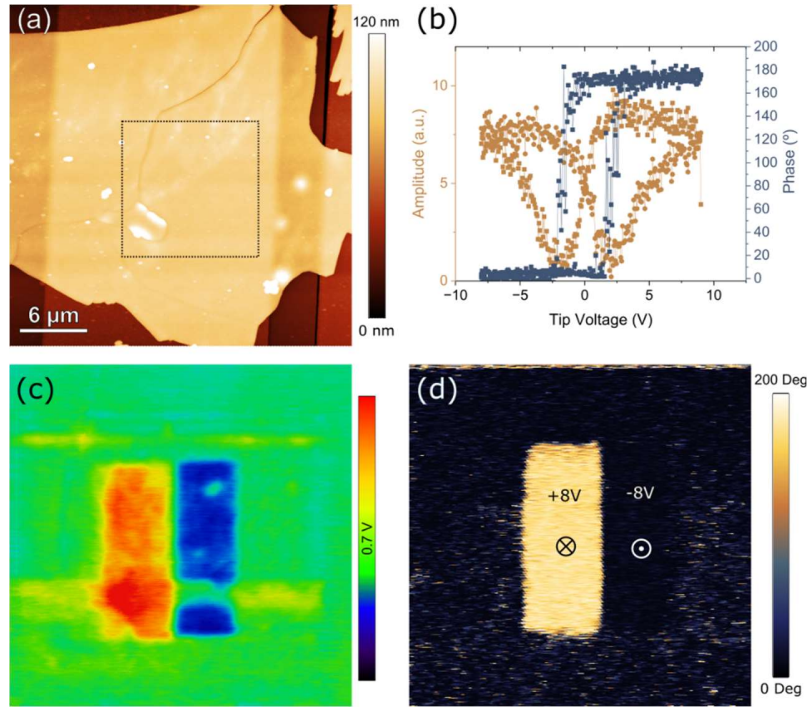 (a)
120 nm
0 nm
6 μm
(b)
Amplitude (a.u.)
10
5
0
−10
−5
0
5
10
Tip Voltage (V)
200
180
160
140
120
100
80
60
40
20
0
Phase (°)
(c)
0.7 V
(d)
+8V
-8V
200 Deg
0 Deg